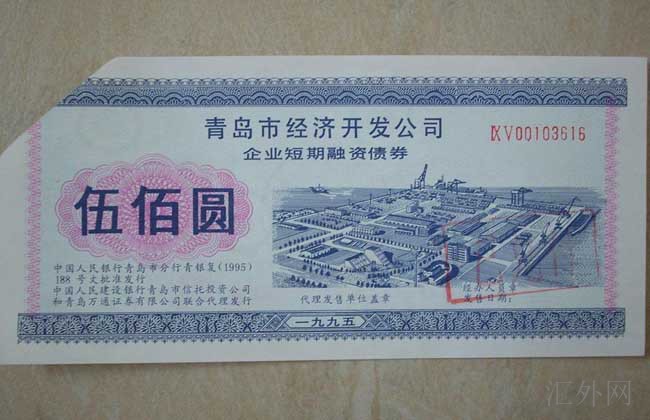 青岛市经济开发公司
企业短期融资债券
KV00103616
伍佰圆
中国人民银行青岛市分行青银复(1995)
188 号文批准发行
中国人民建设银行青岛市信托投资公司
和青岛万通证券有限公司联合代理发行
代理发售单位盖章
经办人员章
发售日期:
一九九五
汇外网